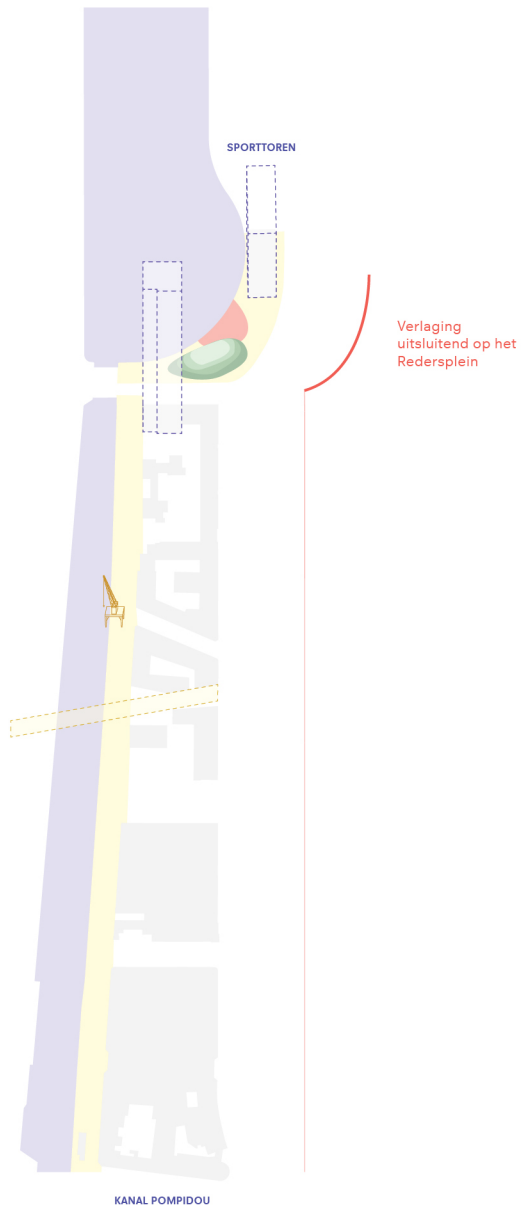 SPORTTOREN
Verlaging
uitsluitend op het
Redersplein
KANAL POMPIDOU